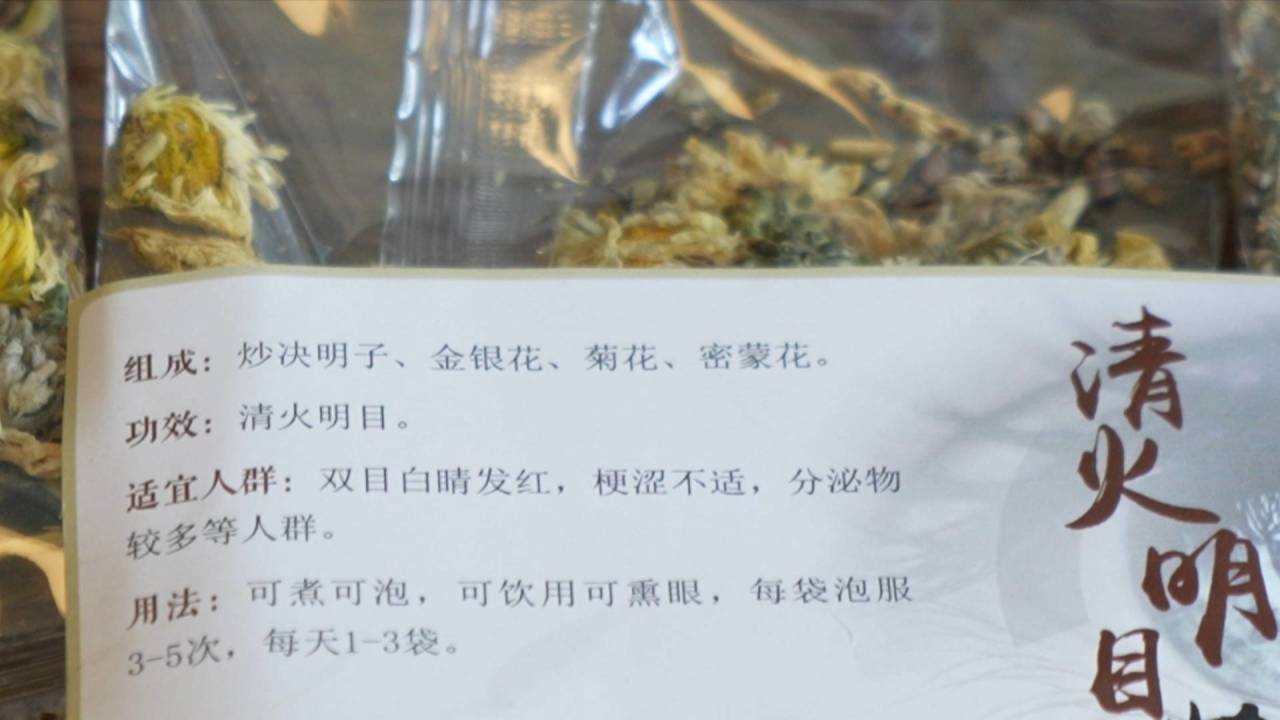 组成：炒决明子、金银花、菊花、密蒙花。
功效：清火明目。
适宜人群：双目白睛发红，梗涩不适，分泌物
较多等人群。
用法：可煮可泡，可饮用可熏眼，每袋泡服
3-5次，每天1-3袋。
清火明目